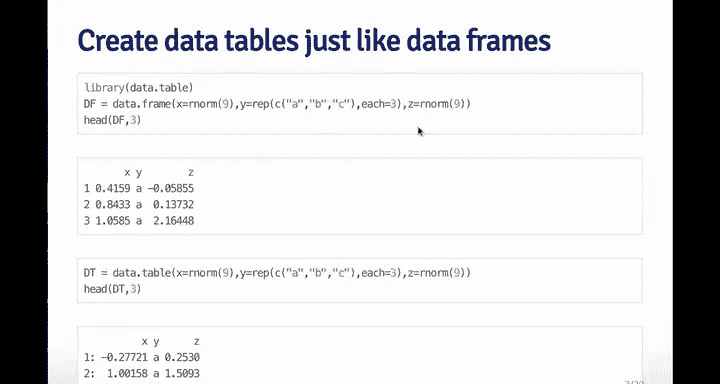 Create data tables just like data frames
library(data.table)
DF = data.frame(x=rnorm(9),y=rep(c("a","b","c"),each=3),z=rnorm(9))
head(DF,3)
x y z
1 0.4159 a -0.05855
2 0.8433 a 0.13732
3 1.0585 a 2.16448
DT = data.table(x=rnorm(9),y=rep(c("a","b","c"),each=3),z=rnorm(9))
head(DT,3)
x y z
1: -0.27721 a 0.2530
2: 1.00158 a 1.5093